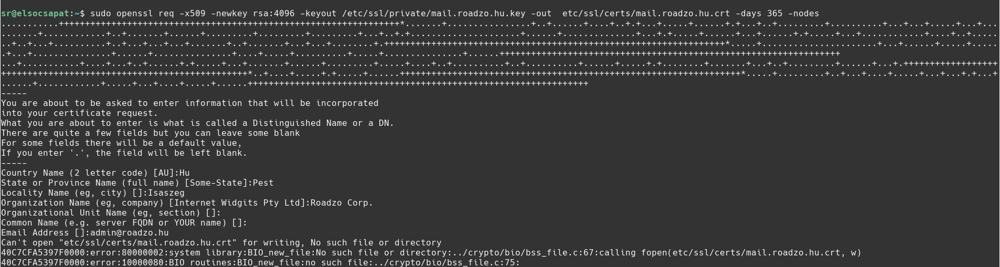 sr@elsocsapat:~$ sudo openssl req -x509 -newkey rsa:4096 -keyout /etc/ssl/private/mail.roadzo.hu.key -out  etc/ssl/certs/mail.roadzo.hu.crt -days 365 -nodes
-----
You are about to be asked to enter information that will be incorporated
into your certificate request.
What you are about to enter is what is called a Distinguished Name or a DN.
There are quite a few fields but you can leave some blank
For some fields there will be a default value,
If you enter '.', the field will be left blank.
-----
Country Name (2 letter code) [AU]:Hu
State or Province Name (full name) [Some-State]:Pest
Locality Name (eg, city) []:Isaszeg
Organization Name (eg, company) [Internet Widgits Pty Ltd]:Roadzo Corp.
Organizational Unit Name (eg, section) []:
Common Name (e.g. server FQDN or YOUR name) []:
Email Address []:admin@roadzo.hu
Can't open "etc/ssl/certs/mail.roadzo.hu.crt" for writing, No such file or directory
40C7CFA5397F0000:error:80000002:system library:BIO_new_file:No such file or directory:../crypto/bio/bss_file.c:67:calling fopen(etc/ssl/certs/mail.roadzo.hu.crt, w)
40C7CFA5397F0000:error:10000080:BIO routines:BIO_new_file:no such file:../crypto/bio/bss_file.c:75: